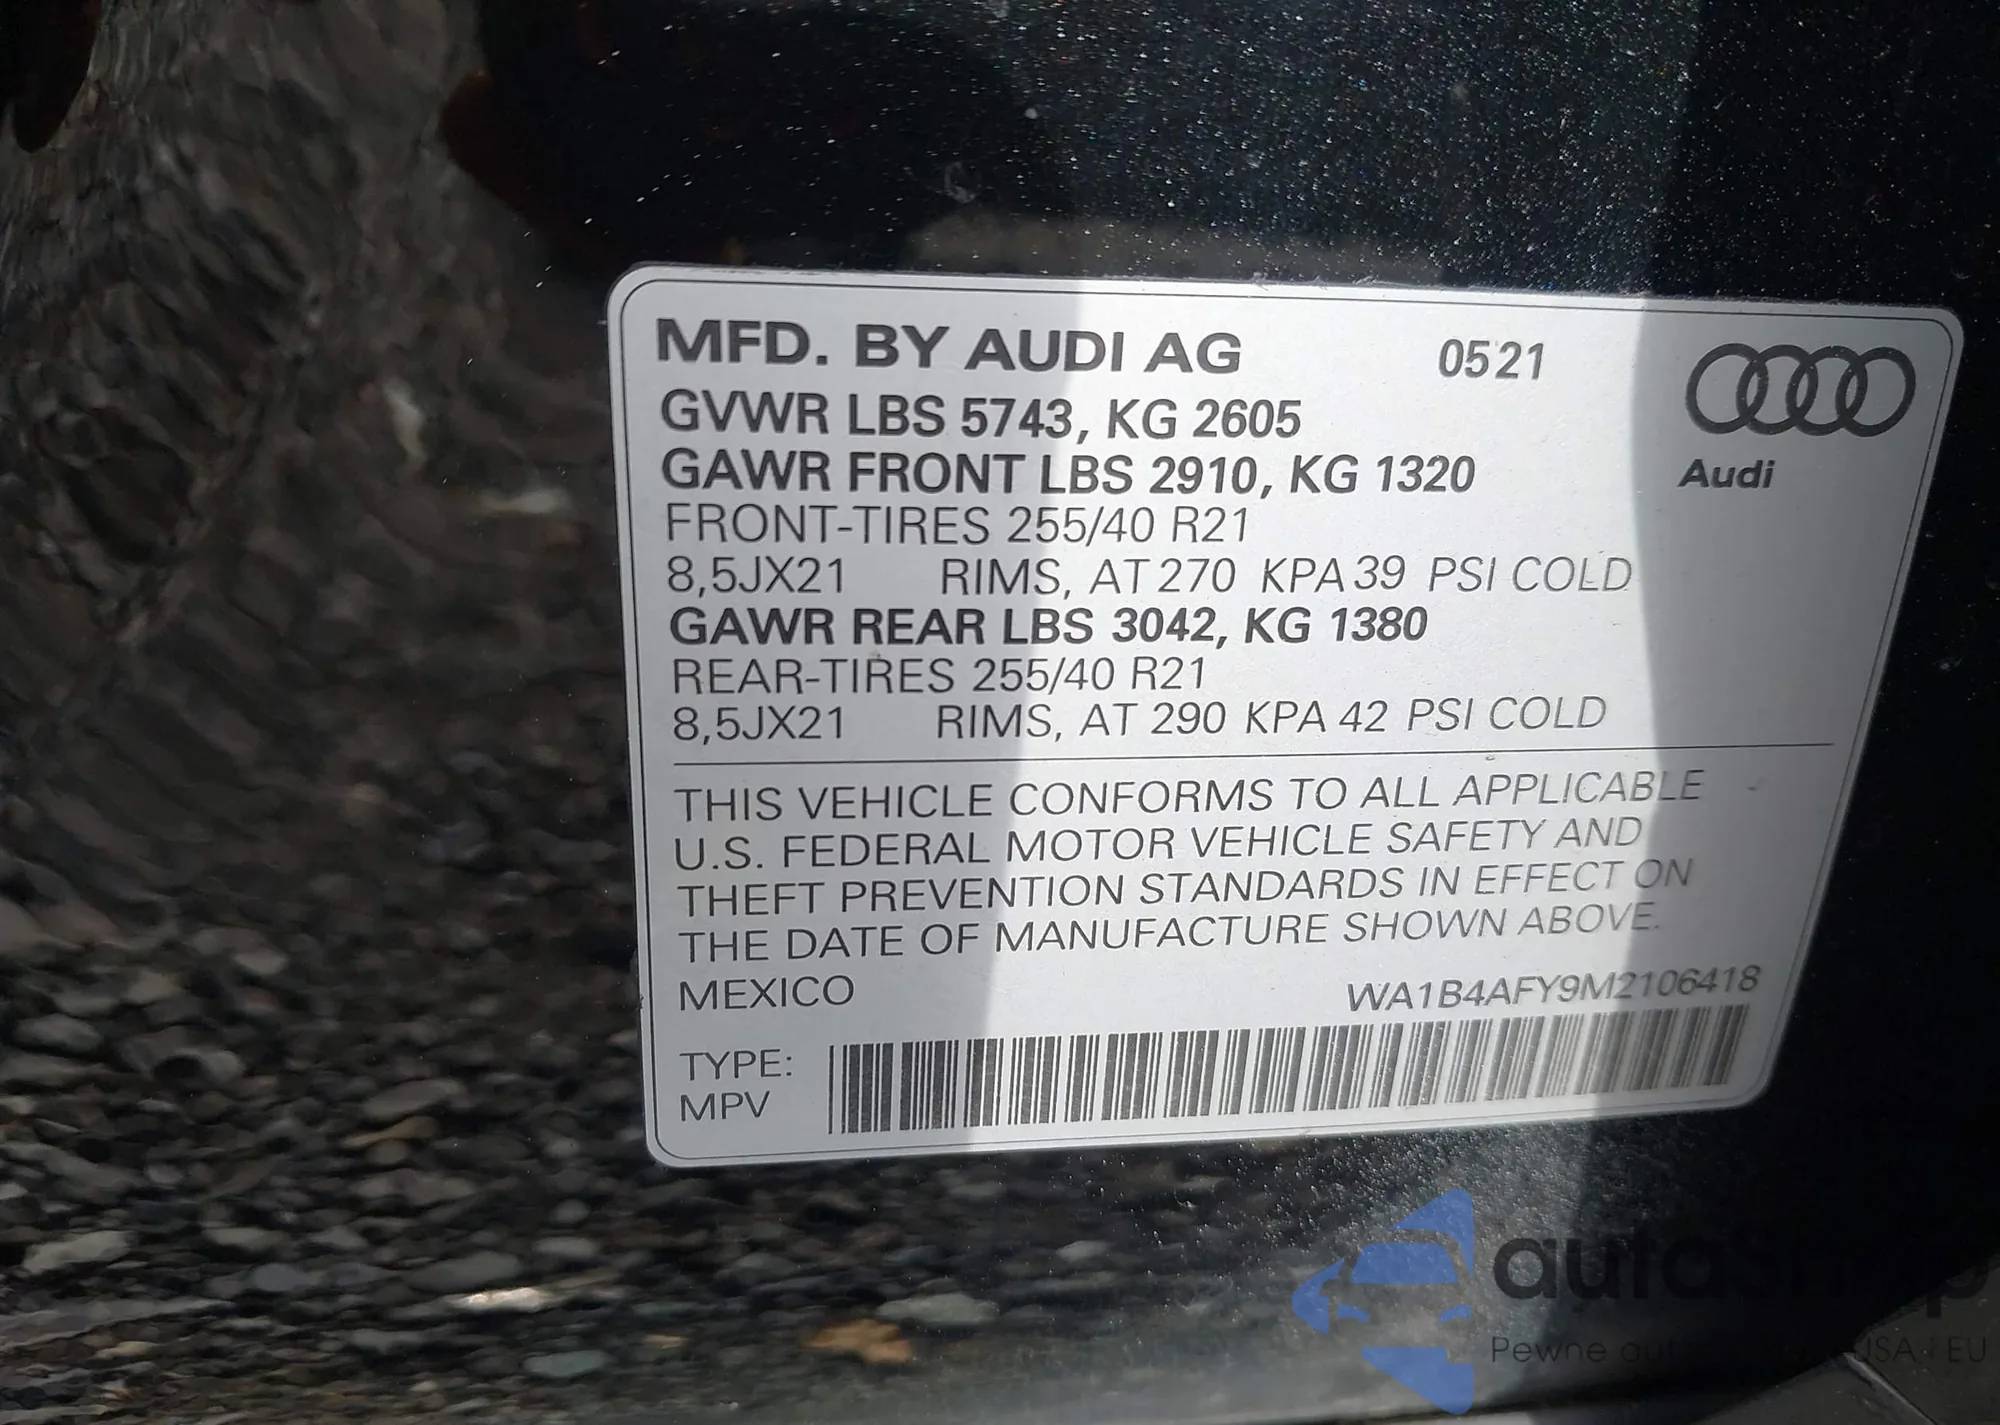 MFD. BY AUDI AG 0521
GVWR LBS 5743, KG 2605
GAWR FRONT LBS 2910, KG 1320
Audi
FRONT-TIRES 255/40 R21
8,5JX21 RIMS, AT 270 KPA 39 PSI COLD
GAWR REAR LBS 3042, KG 1380
REAR-TIRES 255/40 R21
8,5JX21 RIMS, AT 290 KPA 42 PSI COLD
THIS VEHICLE CONFORMS TO ALL APPLICABLE
U.S. FEDERAL MOTOR VEHICLE SAFETY AND
THEFT PREVENTION STANDARDS IN EFFECT ON
THE DATE OF MANUFACTURE SHOWN ABOVE.
MEXICO WA1B4AFY9M2106418
TYPE:
MPV
Pewne USA EU